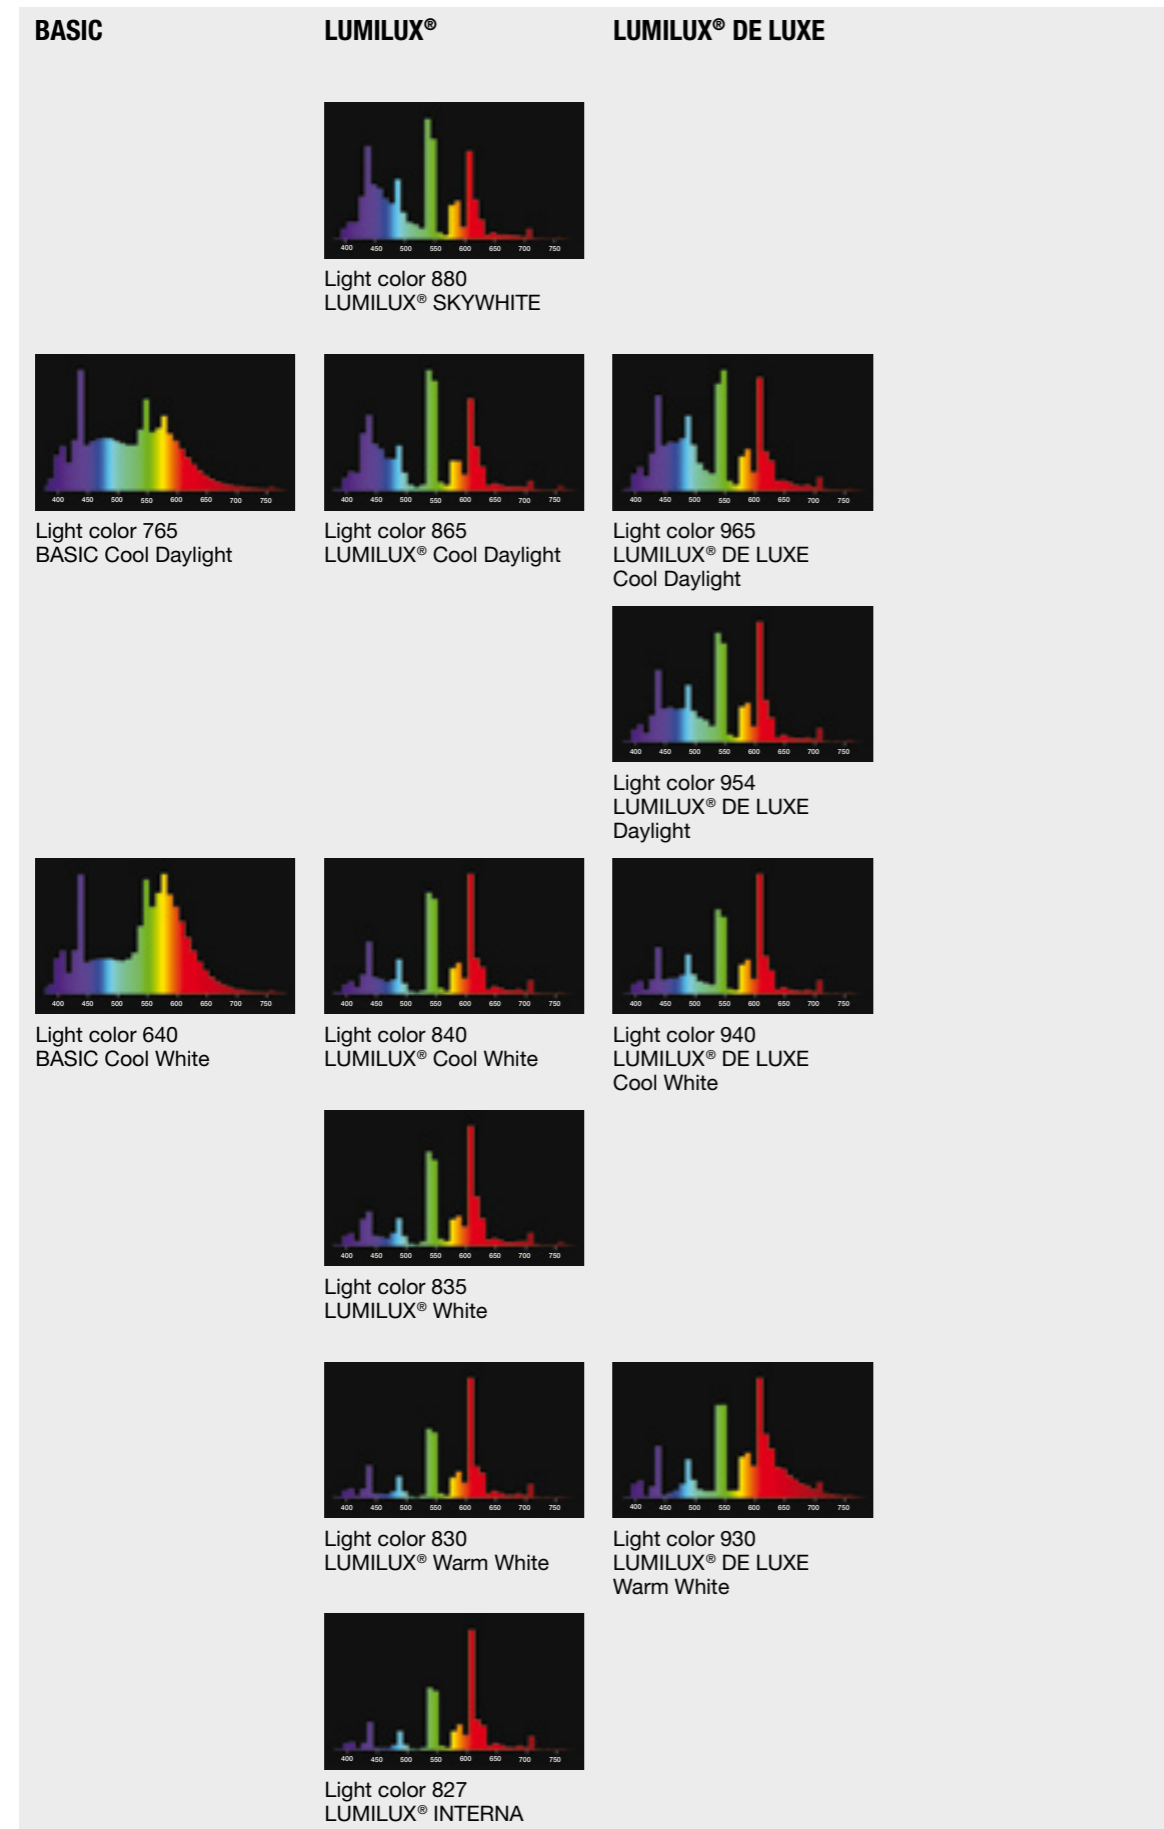 BASIC
LUMILUX® 
LUMILUX® DE LUXE
400 450 500 550 600 650 700 750
Light color 880
LUMILUX® SKYWHITE
400 450 500 550 600 650 700 750
Light color 765
BASIC Cool Daylight
400 450 500 550 600 650 700 750
Light color 865
LUMILUX® Cool Daylight
400 450 500 550 600 650 700 750
Light color 965
LUMILUX® DE LUXE
Cool Daylight
400 450 500 550 600 650 700 750
Light color 954
LUMILUX® DE LUXE
Daylight
400 450 500 550 600 650 700 750
Light color 640
BASIC Cool White
400 450 500 550 600 650 700 750
Light color 840
LUMILUX® Cool White
400 450 500 550 600 650 700 750
Light color 940
LUMILUX® DE LUXE
Cool White
400 450 500 550 600 650 700 750
Light color 835
LUMILUX® White
400 450 500 550 600 650 700 750
Light color 830
LUMILUX® Warm White
400 450 500 550 600 650 700 750
Light color 930
LUMILUX® DE LUXE
Warm White
400 450 500 550 600 650 700 750
Light color 827
LUMILUX® INTERNA